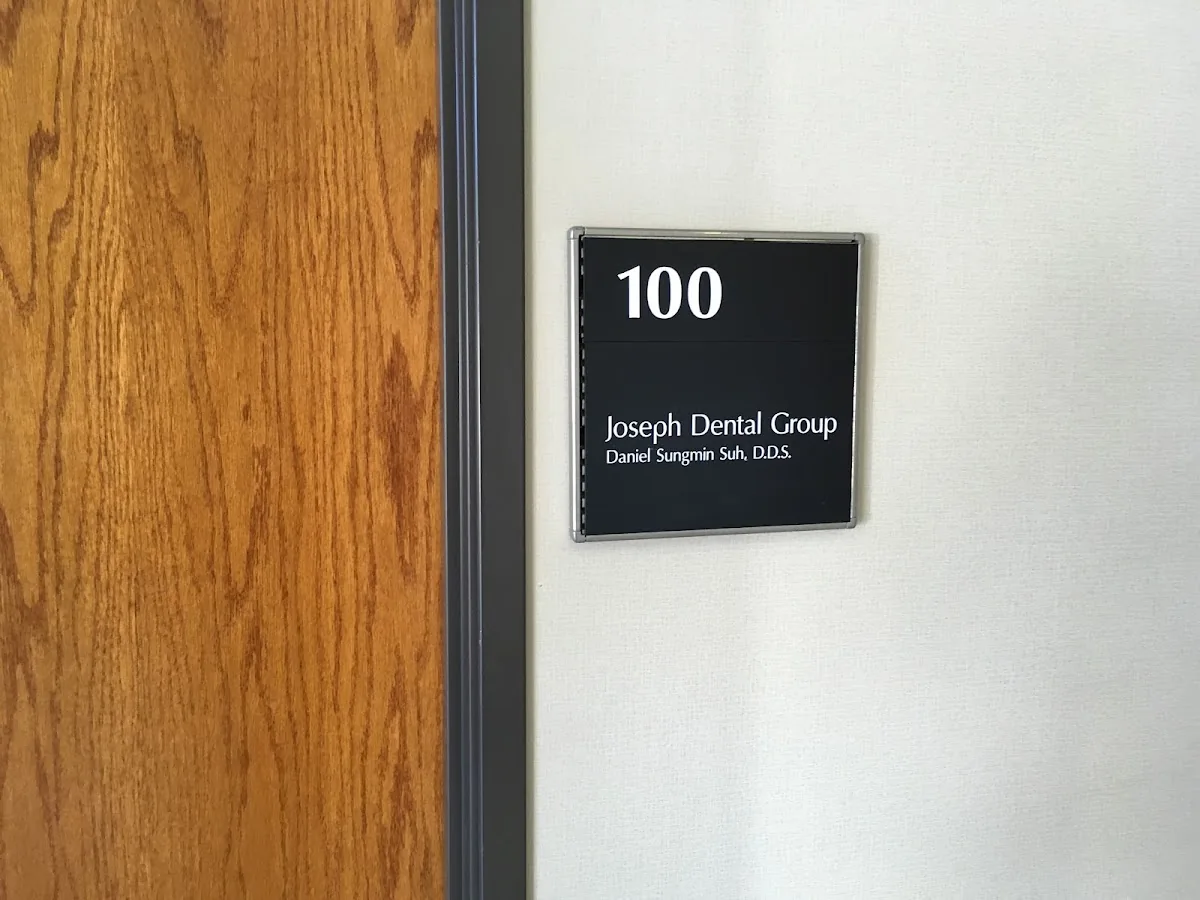 100
Joseph Dental Group
Daniel Sungmin Suh, D.D.S.